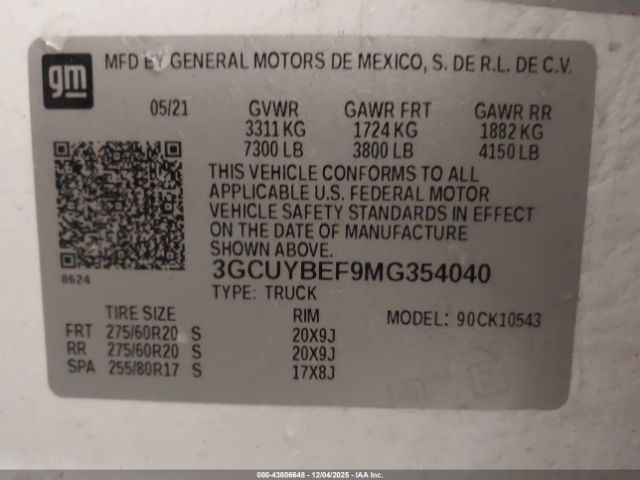 gm
MFD BY GENERAL MOTORS DE MEXICO, S. DE R.L. DE C.V.
05/21 GVWR GAWR FRT GAWR RR
3311 KG 1724 KG 1882 KG
7300 LB 3800 LB 4150 LB
THIS VEHICLE CONFORMS TO ALL
APPLICABLE U.S. FEDERAL MOTOR
VEHICLE SAFETY STANDARDS IN EFFECT
ON THE DATE OF MANUFACTURE
SHOWN ABOVE.
8624
3GCUYBEF9MG354040
TYPE: TRUCK
TIRE SIZE RIM MODEL: 90CK10543
FRT 275/60R20 S 20X9J
RR 275/60R20 S 20X9J
SPA 255/80R17 S 17X8J
000-43806648 - 12/04/2025 - IAA Inc.